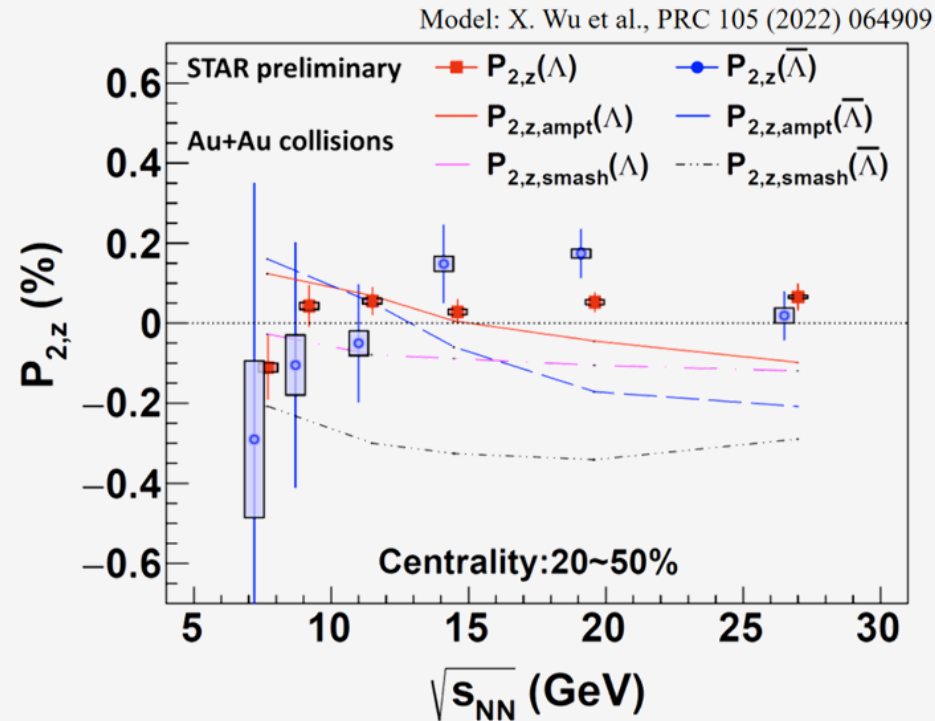 Model: X. Wu et al., PRC 105 (2022) 064909
STAR preliminary
P2,z(Λ)
P2,z(Λ̅)
Au+Au collisions
P2,z,ampt(Λ)
P2,z,ampt(Λ̅)
P2,z,smash(Λ)
P2,z,smash(Λ̅)
P2,z (%)
0.6
0.4
0.2
0
−0.2
−0.4
−0.6
Centrality:20~50%
5 10 15 20 25 30
√sNN (GeV)